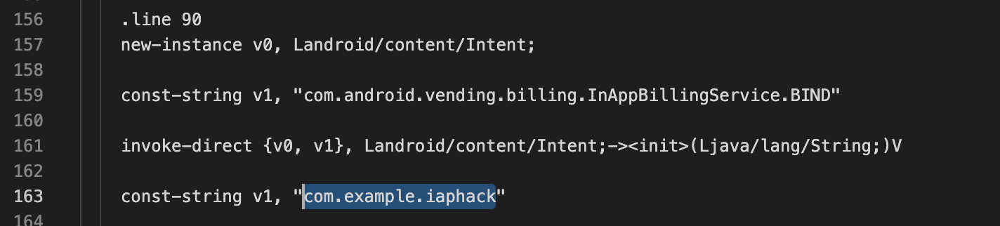 156 .line 90
157 new-instance v0, Landroid/content/Intent;
158
159 const-string v1, "com.android.vending.billing.InAppBillingService.BIND"
160
161 invoke-direct {v0, v1}, Landroid/content/Intent;-><init>(Ljava/lang/String;)V
162
163 const-string v1, "com.example.iaphack"
164